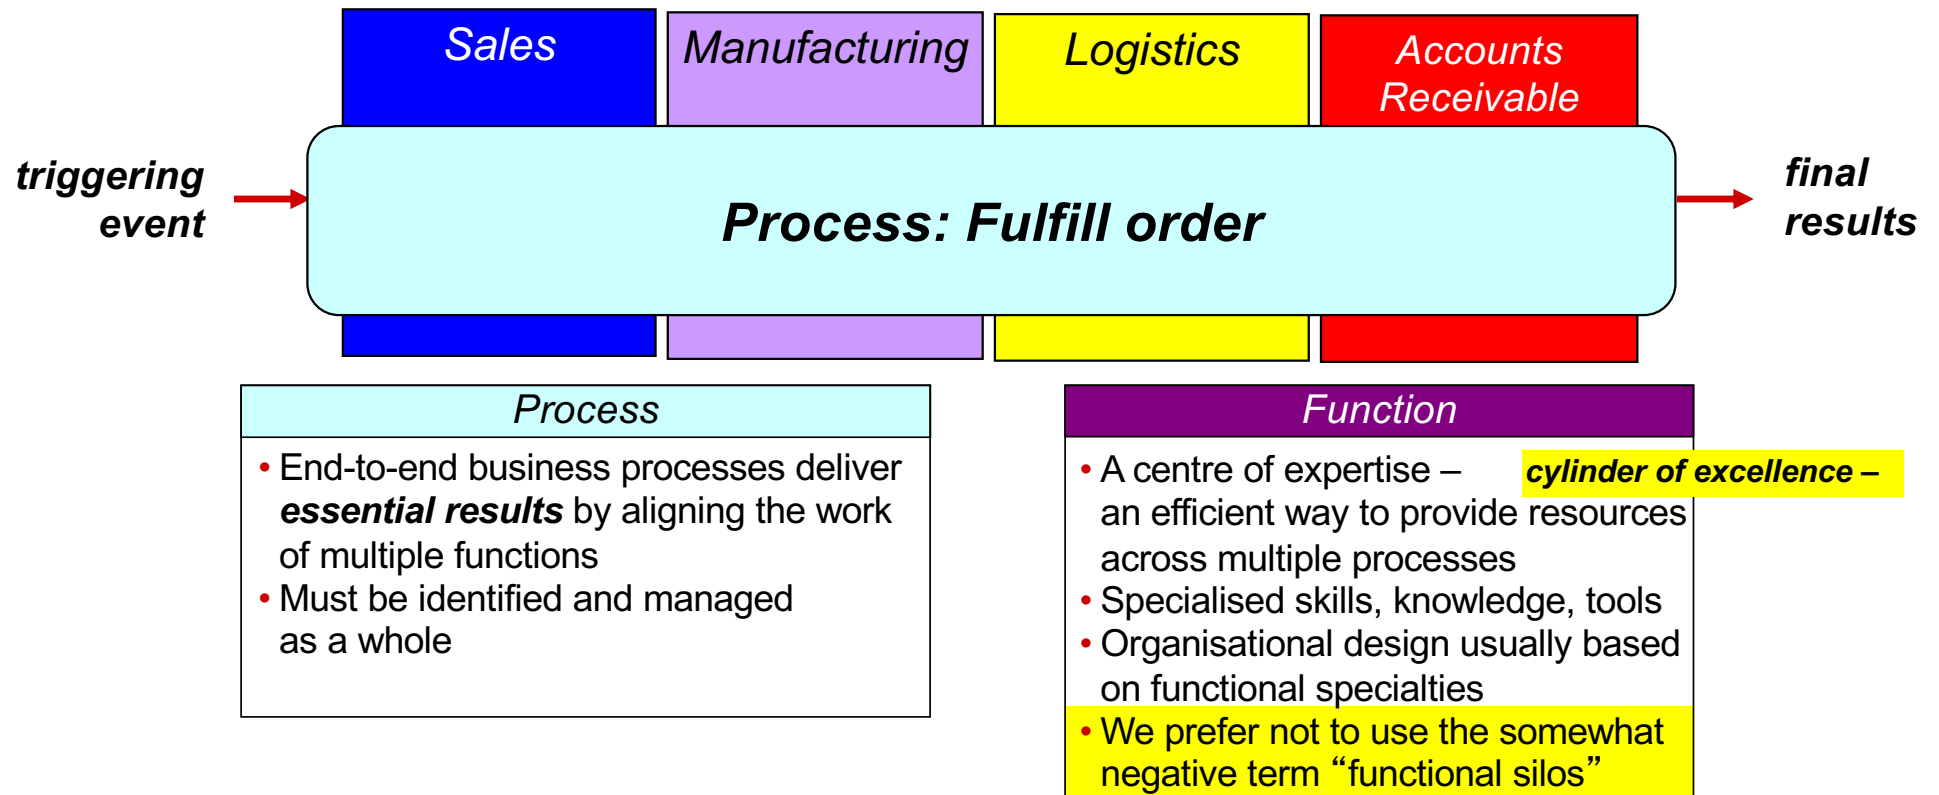 Sales
Manufacturing
Logistics
Accounts
Receivable
triggering
event
Process: Fulfill order
final
results
Process
• End-to-end business processes deliver
essential results by aligning the work
of multiple functions
• Must be identified and managed
as a whole
Function
• A centre of expertise – cylinder of excellence –
an efficient way to provide resources
across multiple processes
• Specialised skills, knowledge, tools
• Organisational design usually based
on functional specialties
• We prefer not to use the somewhat
negative term “functional silos”